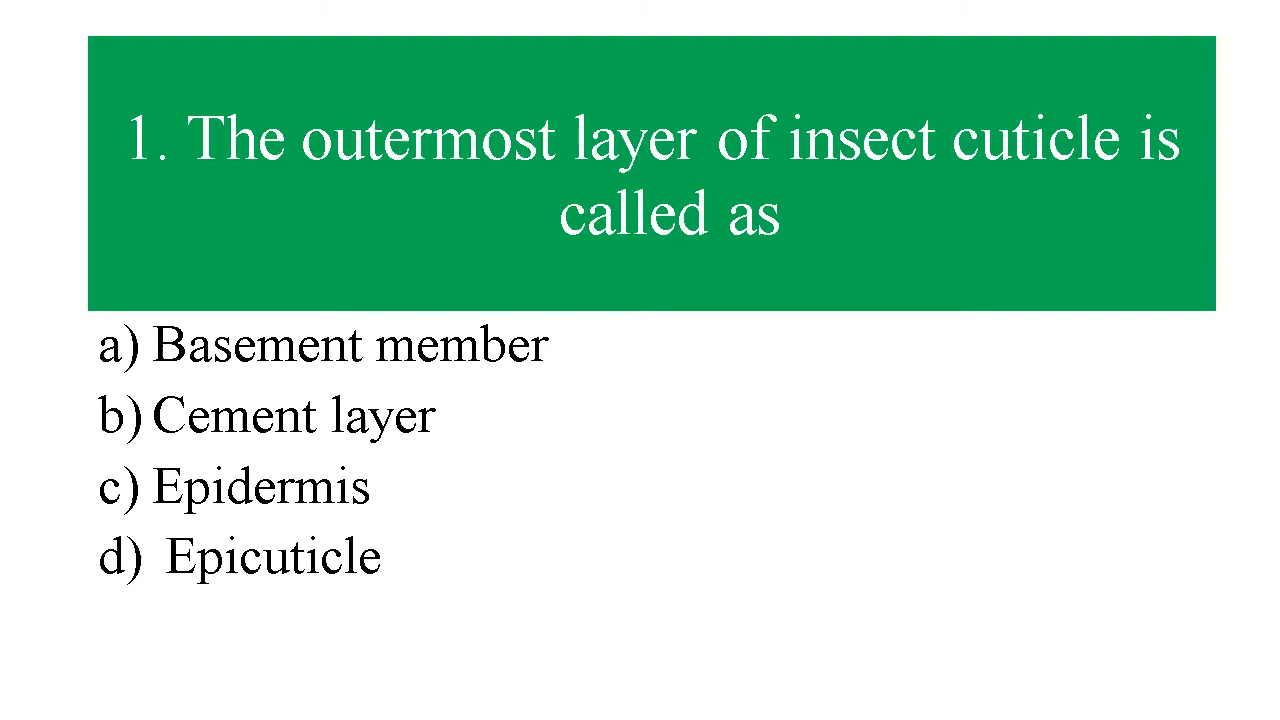 1. The outermost layer of insect cuticle is
called as
a) Basement member
b) Cement layer
c) Epidermis
d) Epicuticle